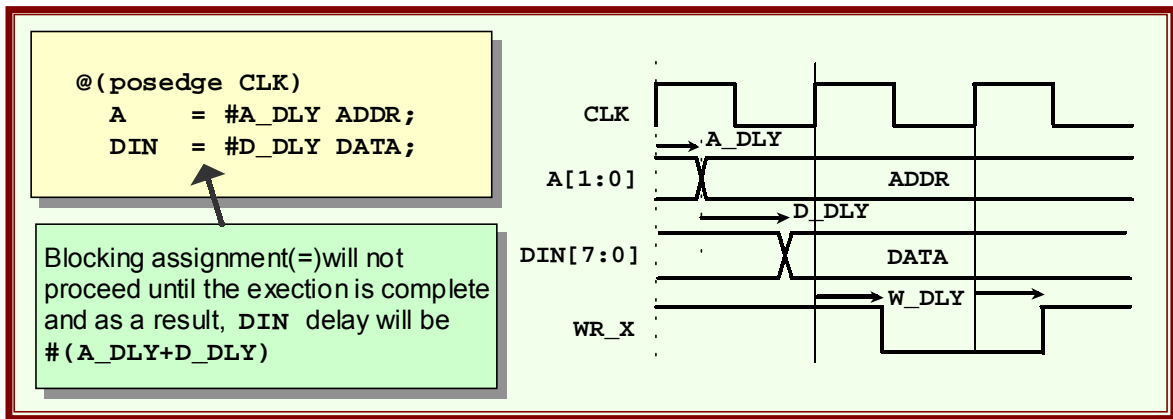 @(posedge CLK)
A = #A_DLY ADDR;
DIN = #D_DLY DATA;
Blocking assignment(=)will not
proceed until the exection is complete
and as a result, DIN delay will be
#(A_DLY+D_DLY)
CLK
A_DLY
A[1:0]
ADDR
D_DLY
DIN[7:0]
DATA
W_DLY
WR_X